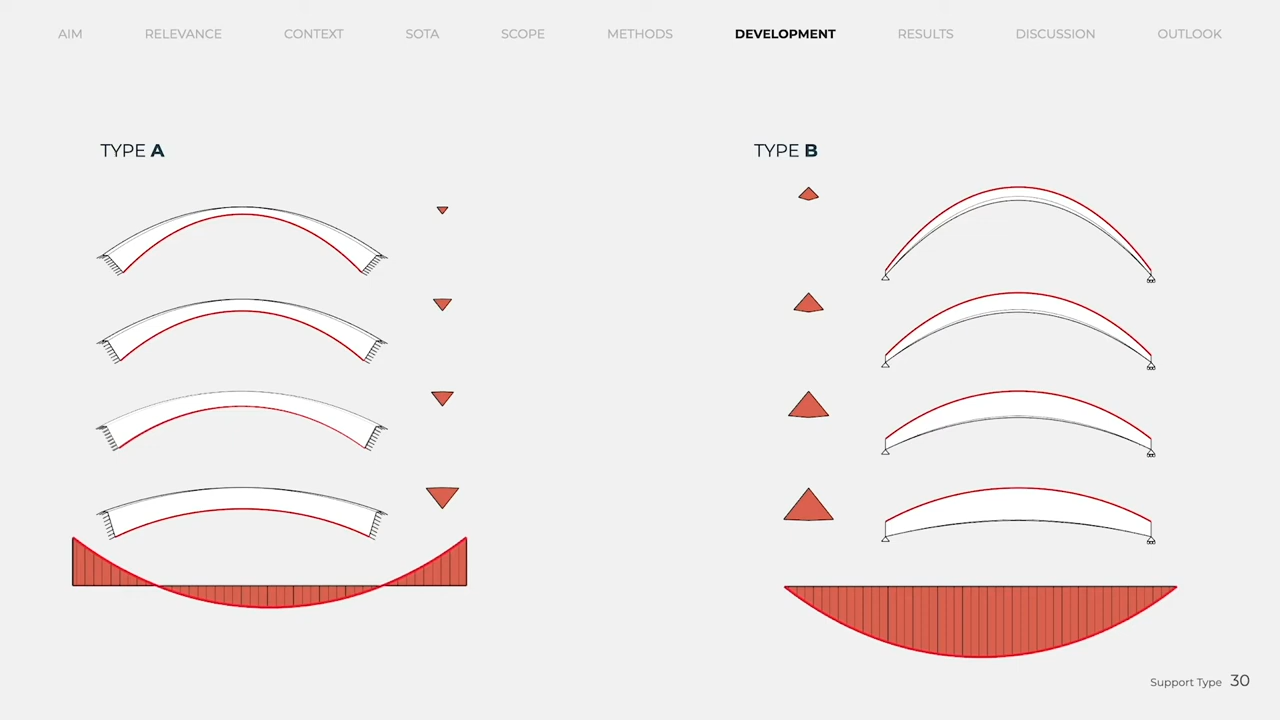 AIM RELEVANCE CONTEXT SOTA SCOPE METHODS DEVELOPMENT RESULTS DISCUSSION OUTLOOK
TYPE A
TYPE B
Support Type 30